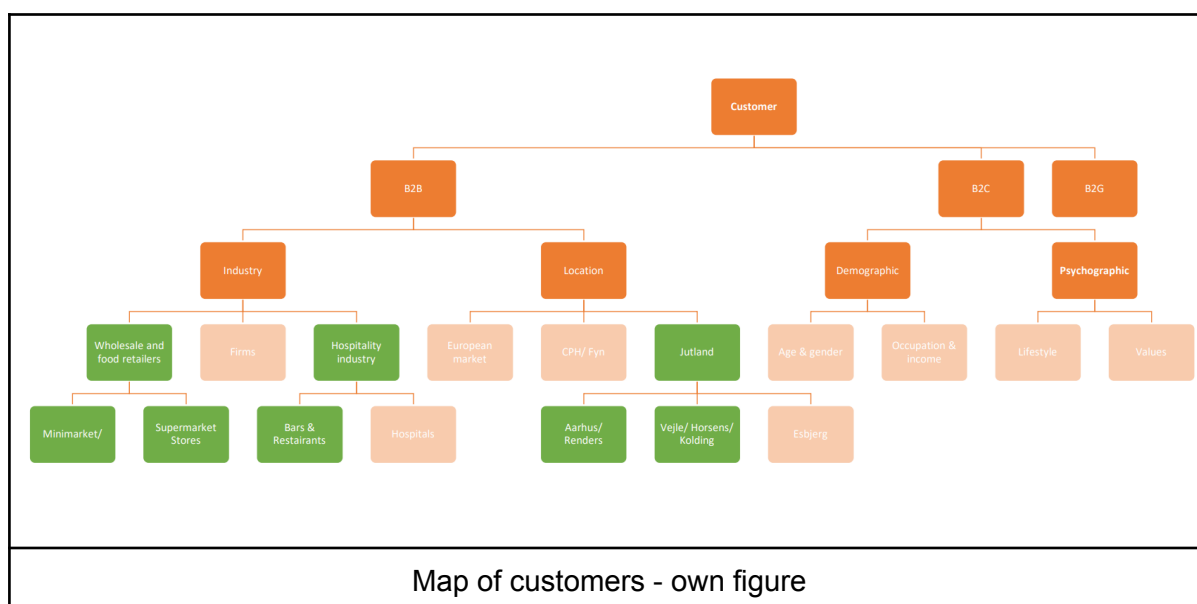 Customer
B2B
B2C
B2G
Industry
Location
Demographic
Psychographic
Wholesale and
food retailers
Firms
Hospitality
industry
European
market
CPH/ Fyn
Jutland
Age & gender
Occupation &
income
Lifestyle
Values
Minimarket/
Supermarket
Stores
Bars &
Restairants
Hospitals
Aarhus/
Renders
Vejle/ Horsens/
Kolding
Esbjerg
Map of customers - own figure